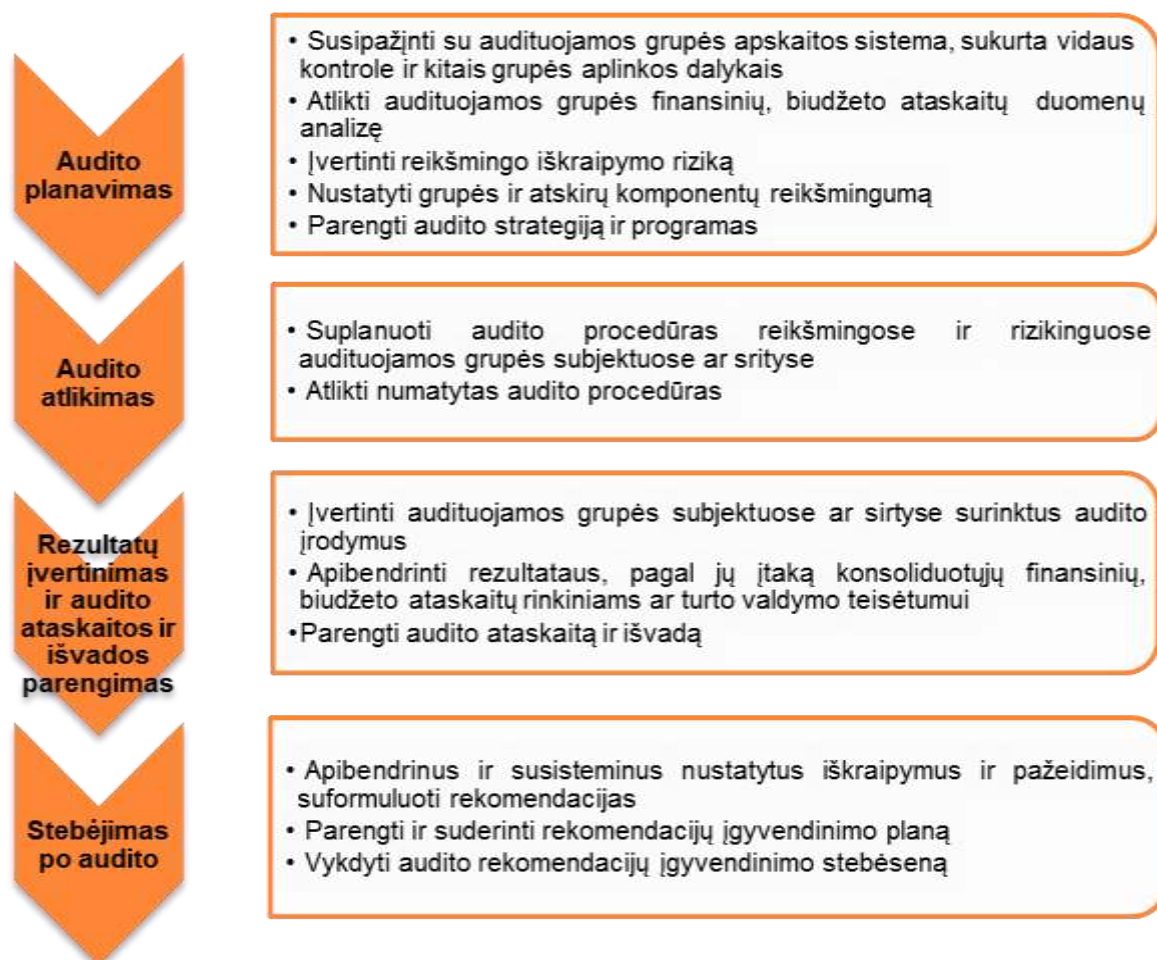 Audito
planavimas
• Susipažinti su audituojamos grupės apskaitos sistema, sukurta vidaus
kontrole ir kitais grupės aplinkos dalykais
• Atlikti audituojamos grupės finansinių, biudžeto ataskaitų duomenų
analizę
• Įvertinti reikšmingo iškraipymo riziką
• Nustatyti grupės ir atskirų komponentų reikšmingumą
• Parengti audito strategiją ir programas
Audito
atlikimas
• Suplanuoti audito procedūras reikšmingose ir rizikinguose
audituojamos grupės subjektuose ar srityse
• Atlikti numatytas audito procedūras
Rezultatų
įvertinimas
ir audito
ataskaitos ir
išvados
parengimas
• Įvertinti audituojamos grupės subjektuose ar sirtyse surinktus audito
įrodymus
• Apibendrinti rezultataus, pagal jų įtaką konsoliduotųjų finansinių,
biudžeto ataskaitų rinkiniams ar turto valdymo teisėtumui
•Parengti audito ataskaitą ir išvadą
Stebėjimas
po audito
• Apibendrinus ir susisteminus nustatytus iškraipymus ir pažeidimus,
suformuluoti rekomendacijas
• Parengti ir suderinti rekomendacijų įgyvendinimo planą
• Vykdyti audito rekomendacijų įgyvendinimo stebėseną